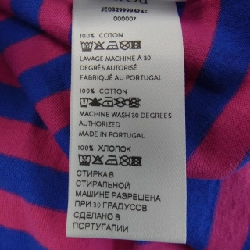 100% COTON
LAVAGE MACHINE A 30
DEGRÉS AUTORISÉ
FABRIQUÉ AU PORTUGAL
100% COTTON
MACHINE WASH 30 DEGREES
AUTHORIZED
MADE IN PORTUGAL
100% ХЛОПОК
СТИРКА В
СТИРАЛЬНОЙ
МАШИНЕ РАЗРЕШЕНА
ПРИ 30 ГРАДУСОВ
СДЕЛАНО В
ПОРТУГАЛИИ